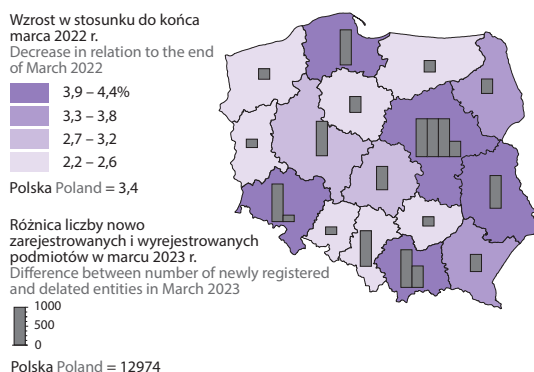 Wzrost w stosunku do końca
marca 2022 r.
Decrease in relation to the end
of March 2022
3,9 – 4,4%
3,3 – 3,8
2,7 – 3,2
2,2 – 2,6
Polska Poland = 3,4
Różnica liczby nowo
zarejestrowanych i wyrejestrowanych
podmiotów w marcu 2023 r.
Difference between number of newly registered
and delated entities in March 2023
1000
500
0
Polska Poland = 12974